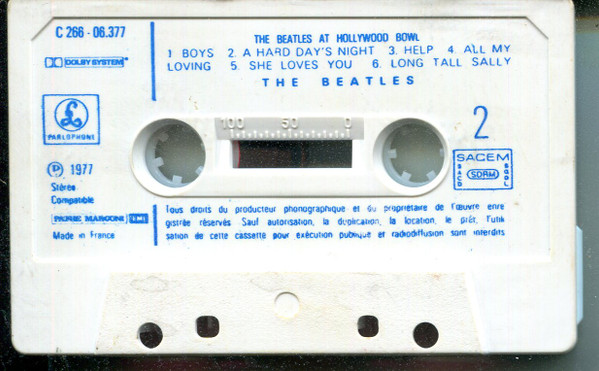 C 266 - 06.377
THE BEATLES AT HOLLYWOOD BOWL
1 BOYS 2. A HARD DAY'S NIGHT 3. HELP 4. ALL MY
LOVING 5. SHE LOVES YOU 6. LONG TALL SALLY
THE BEATLES
DOLBY SYSTEM
PARLOPHONE
100 50 0
2
℗ 1977
Stéréo
Compatible
PATHE MARCONI EMI
Made in France
SACEM
SACD SDRM SGDL
Tous droits du producteur phonographique et du propriétaire de l'œuvre enre
gistrée réservés Sauf autorisation, la duplication, la location, le prêt, l'utili
sation de cette cassette pour exécution publique et radiodiffusion sont interdits